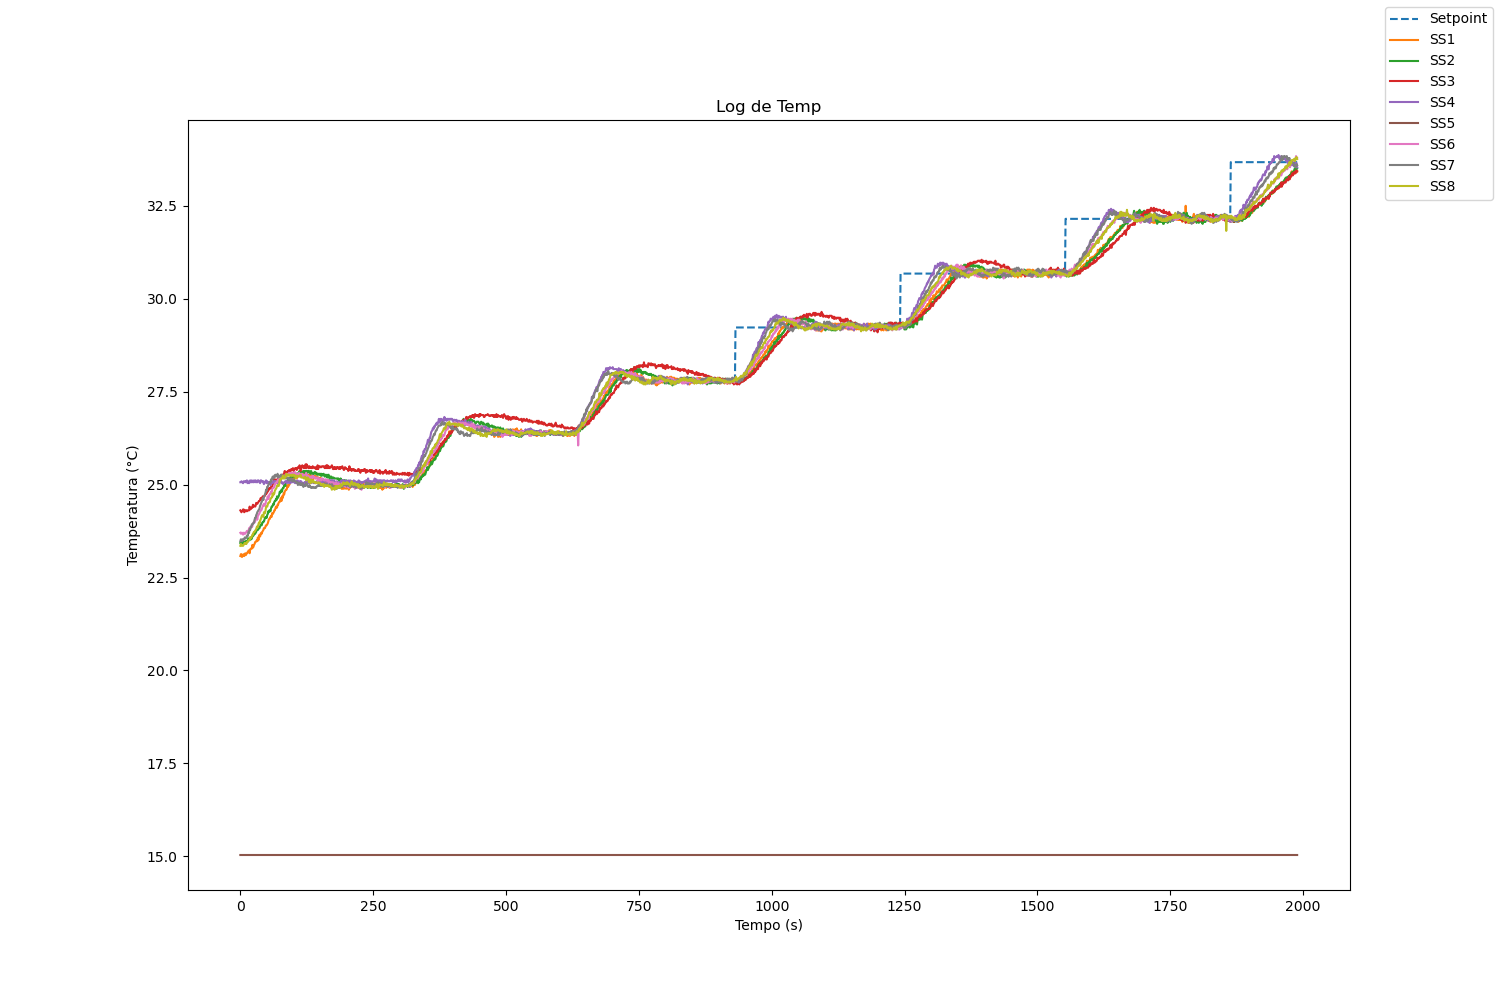 Setpoint
SS1
SS2
SS3
SS4
SS5
SS6
SS7
SS8
Log de Temp
Temperatura (°C)
32.5
30.0
27.5
25.0
22.5
20.0
17.5
15.0
0 250 500 750 1000 1250 1500 1750 2000
Tempo (s)